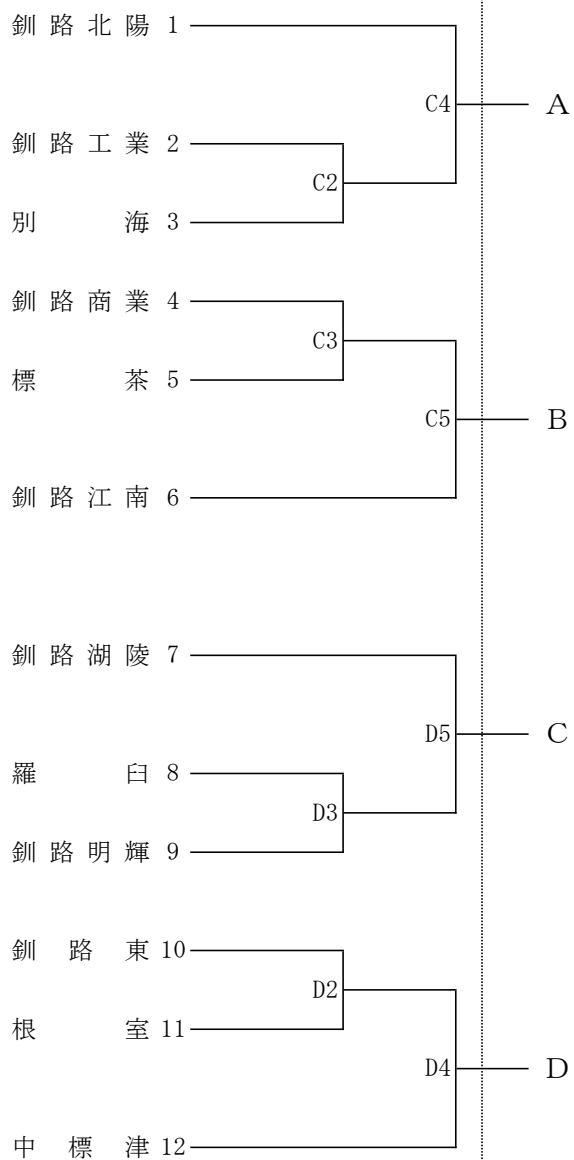 釧路北陽 1
C4
A
釧路工業 2
C2
別海 3
釧路商業 4
C3
標茶 5
C5
B
釧路江南 6
釧路湖陵 7
D5
C
羅臼 8
D3
釧路明輝 9
釧路東 10
D2
根室 11
D4
D
中標津 12